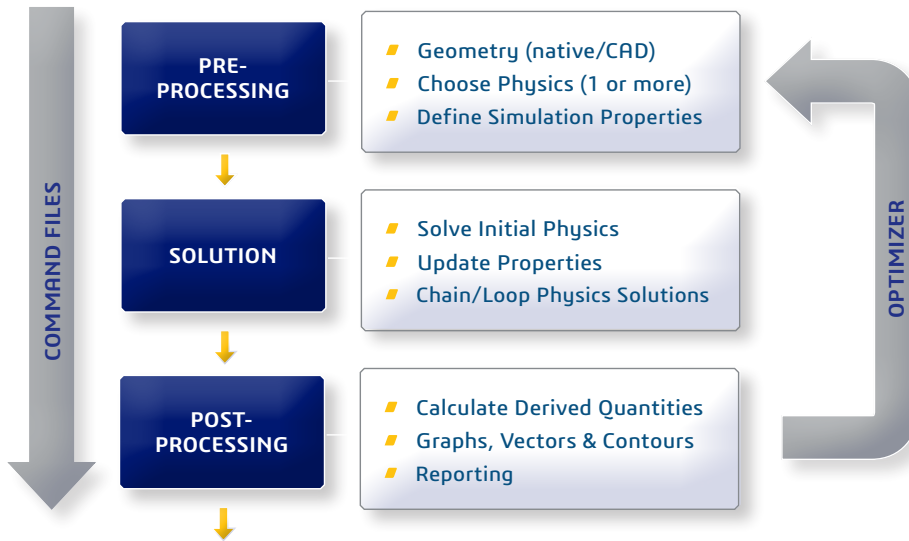 COMMAND FILES
PRE-
PROCESSING
Geometry (native/CAD)
Choose Physics (1 or more)
Define Simulation Properties
SOLUTION
Solve Initial Physics
Update Properties
Chain/Loop Physics Solutions
POST-
PROCESSING
Calculate Derived Quantities
Graphs, Vectors & Contours
Reporting
OPTIMIZER